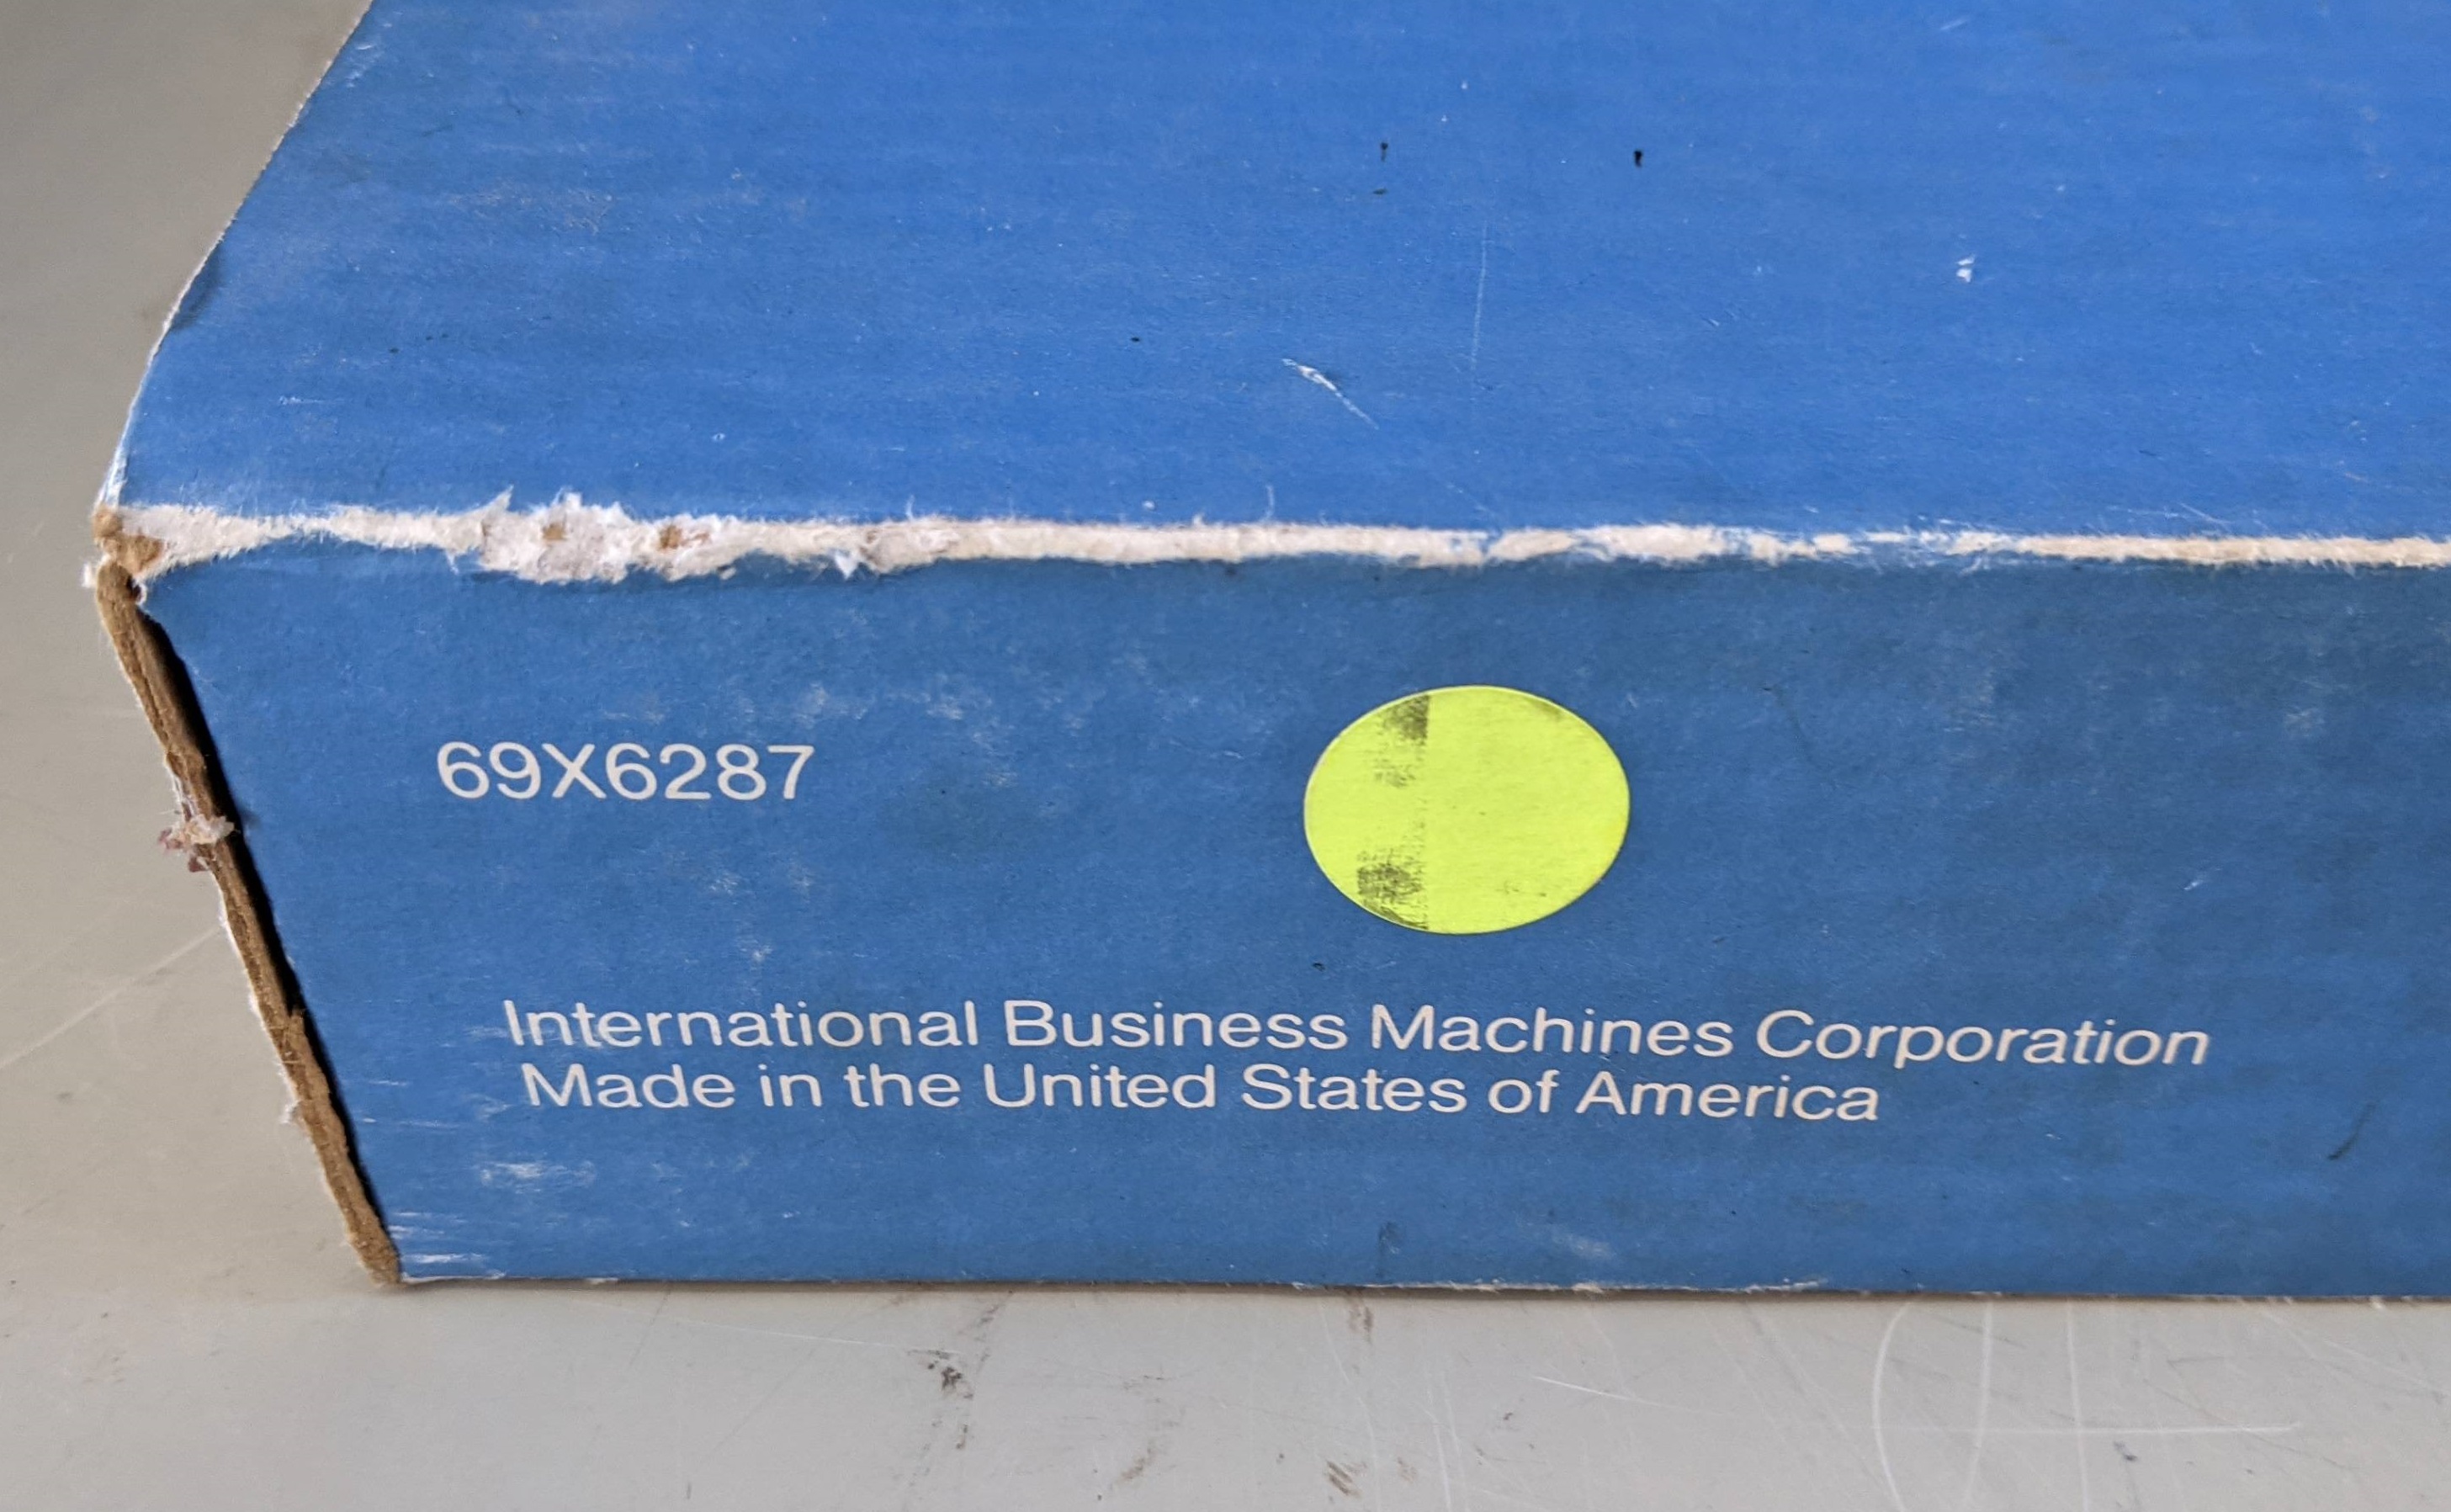 69X6287
International Business Machines Corporation
Made in the United States of America